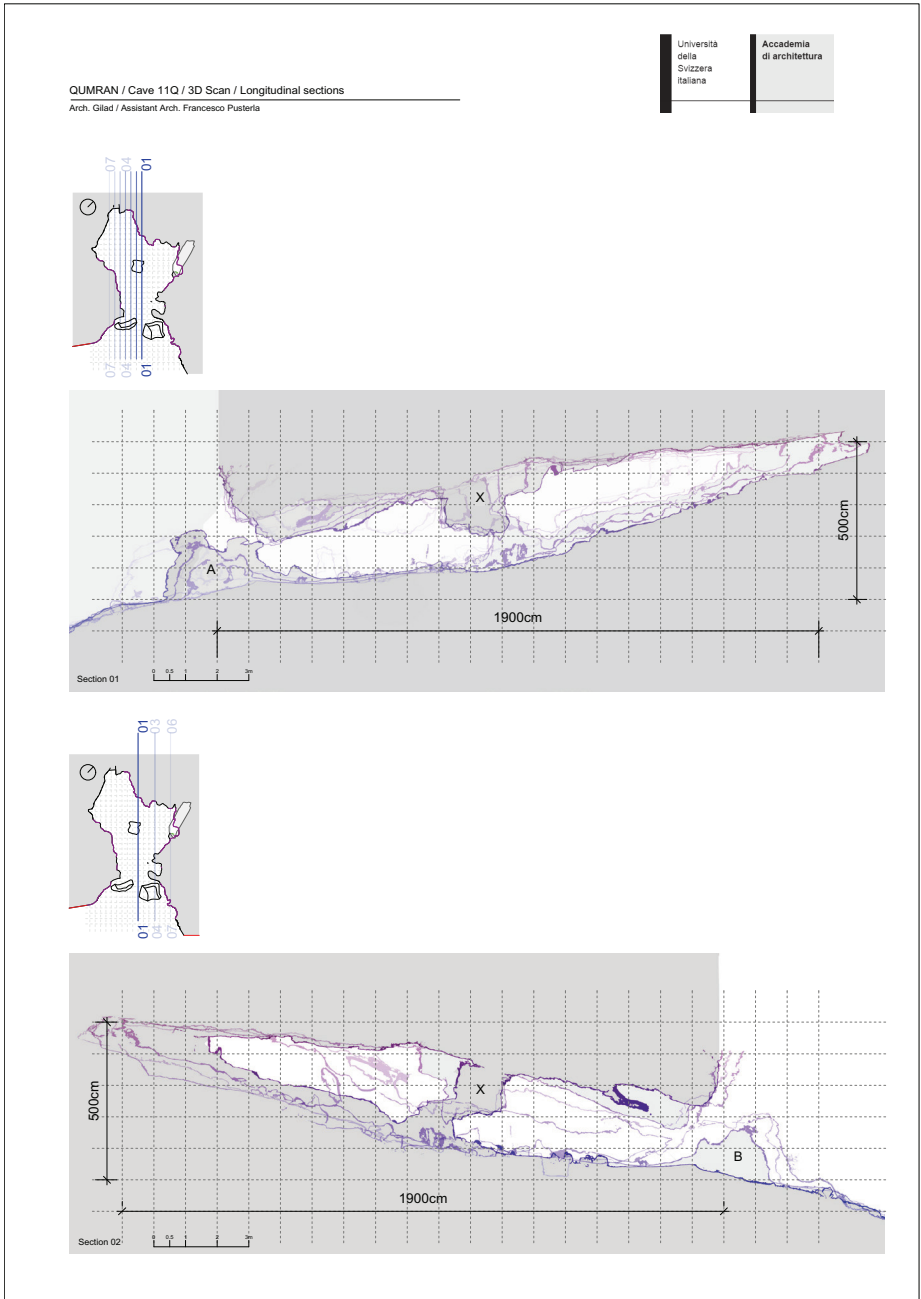 Università
della
Svizzera
italiana
Accademia
di architettura
QUMRAN / Cave 11Q / 3D Scan / Longitudinal sections
Arch. Gilad / Assistant Arch. Francesco Pusterla
07 04 01
07 04 01
X
A
500cm
1900cm
0 0.5 1 2 3m
Section 01
01 03 06
01 04 07
X
500cm
B
1900cm
0 0.5 1 2 3m
Section 02